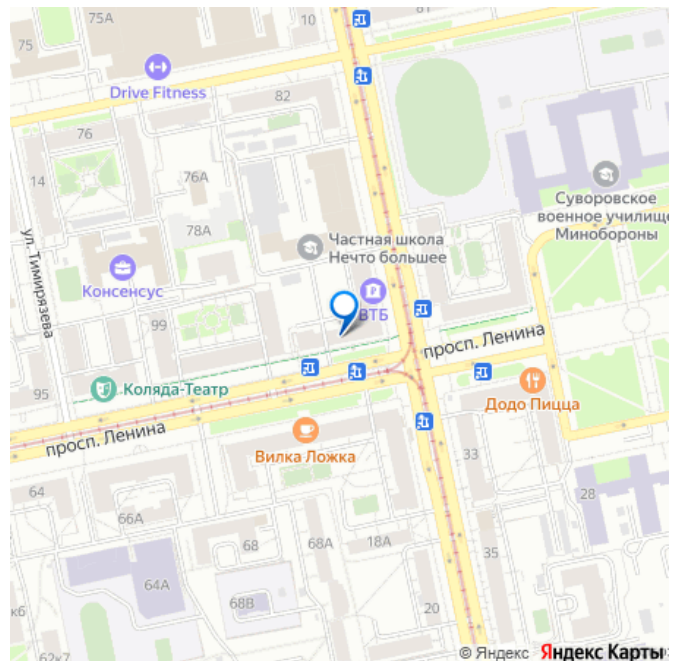 75А
10
75
Drive Fitness
82
76
14
76А
78А
Суворовское
военное училище
Минобороны
Частная школа
Нечто большее
ул. Тимирязева
Консенсус
ВТБ
99
просп. Ленина
95
Коляда-Театр
Додо Пицца
просп. Ленина
Вилка Ложка
33
64
66А
28
68
68А
18А
35
64А
68В
20
к6
62к7
© Яндекс Яндекс Карты